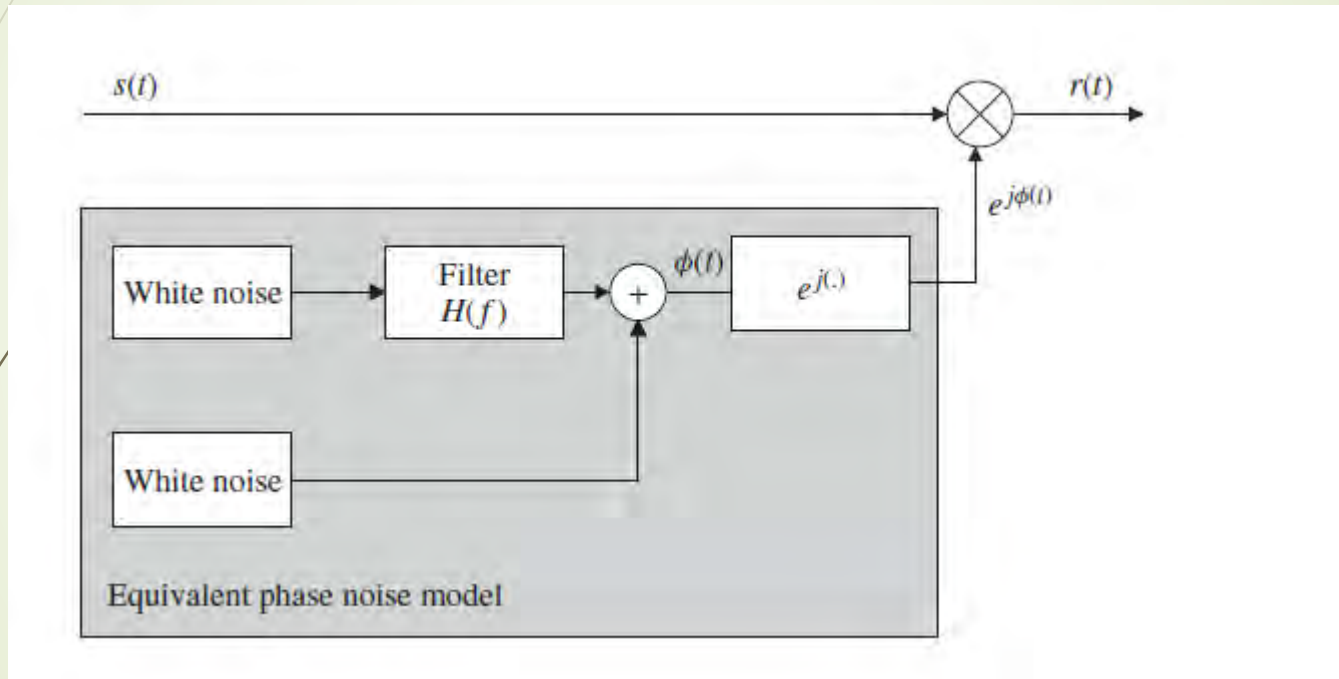 s(t)
r(t)
e^{jϕ(t)}
White noise
Filter
H(f)
+
ϕ(t)
e^{j(.)}
White noise
Equivalent phase noise model